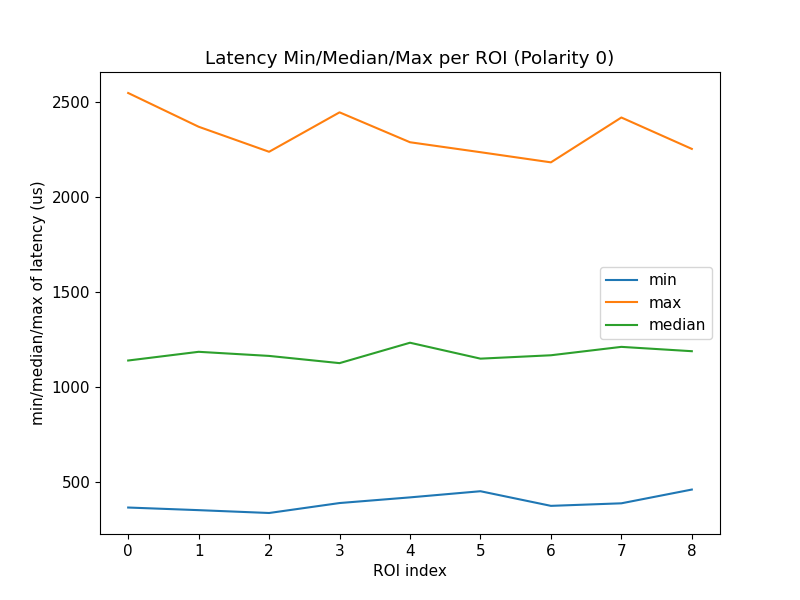 Latency Min/Median/Max per ROI (Polarity 0)
min/median/max of latency (us)
2500
2000
1500
1000
500
min
max
median
0 1 2 3 4 5 6 7 8
ROI index